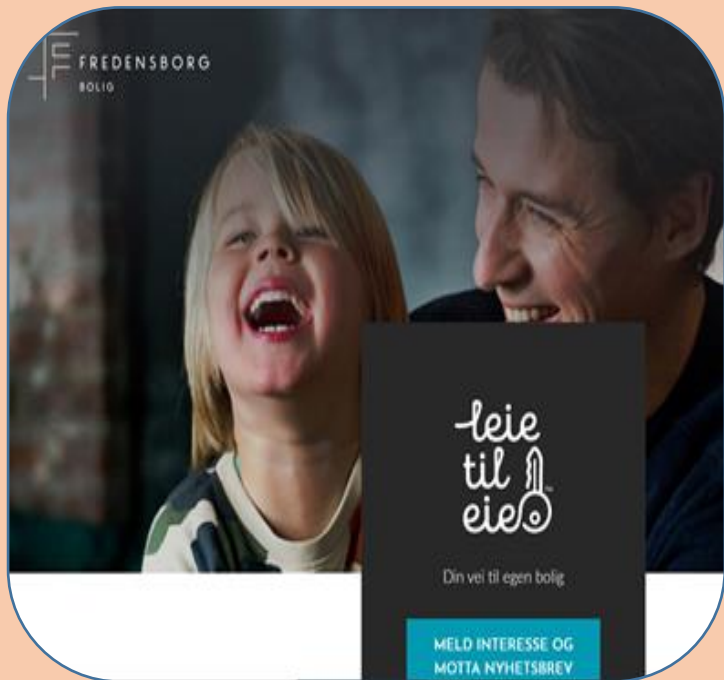 FREDENSBORG
BOLIG
leie
til
eie
Din vei til egen bolig
MELD INTERESSE OG
MOTTA NYHETSBREV